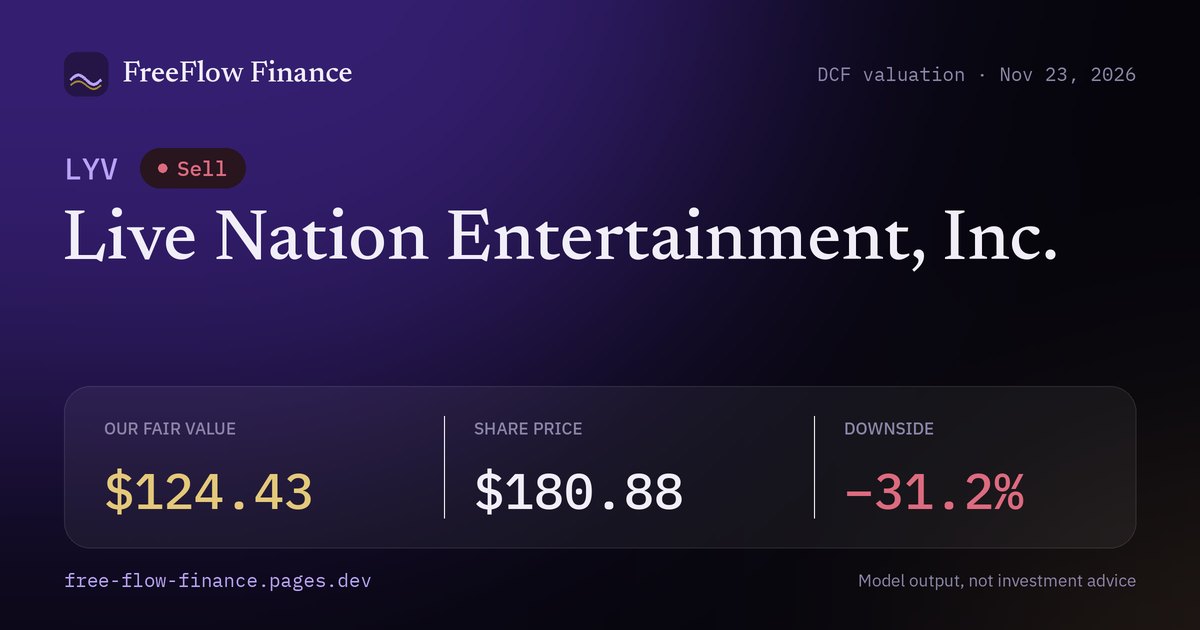 FreeFlow Finance
DCF valuation · Nov 23, 2026
LYV
Sell
Live Nation Entertainment, Inc.
OUR FAIR VALUE
SHARE PRICE
DOWNSIDE
$124.43
$180.88
−31.2%
free-flow-finance.pages.dev
Model output, not investment advice